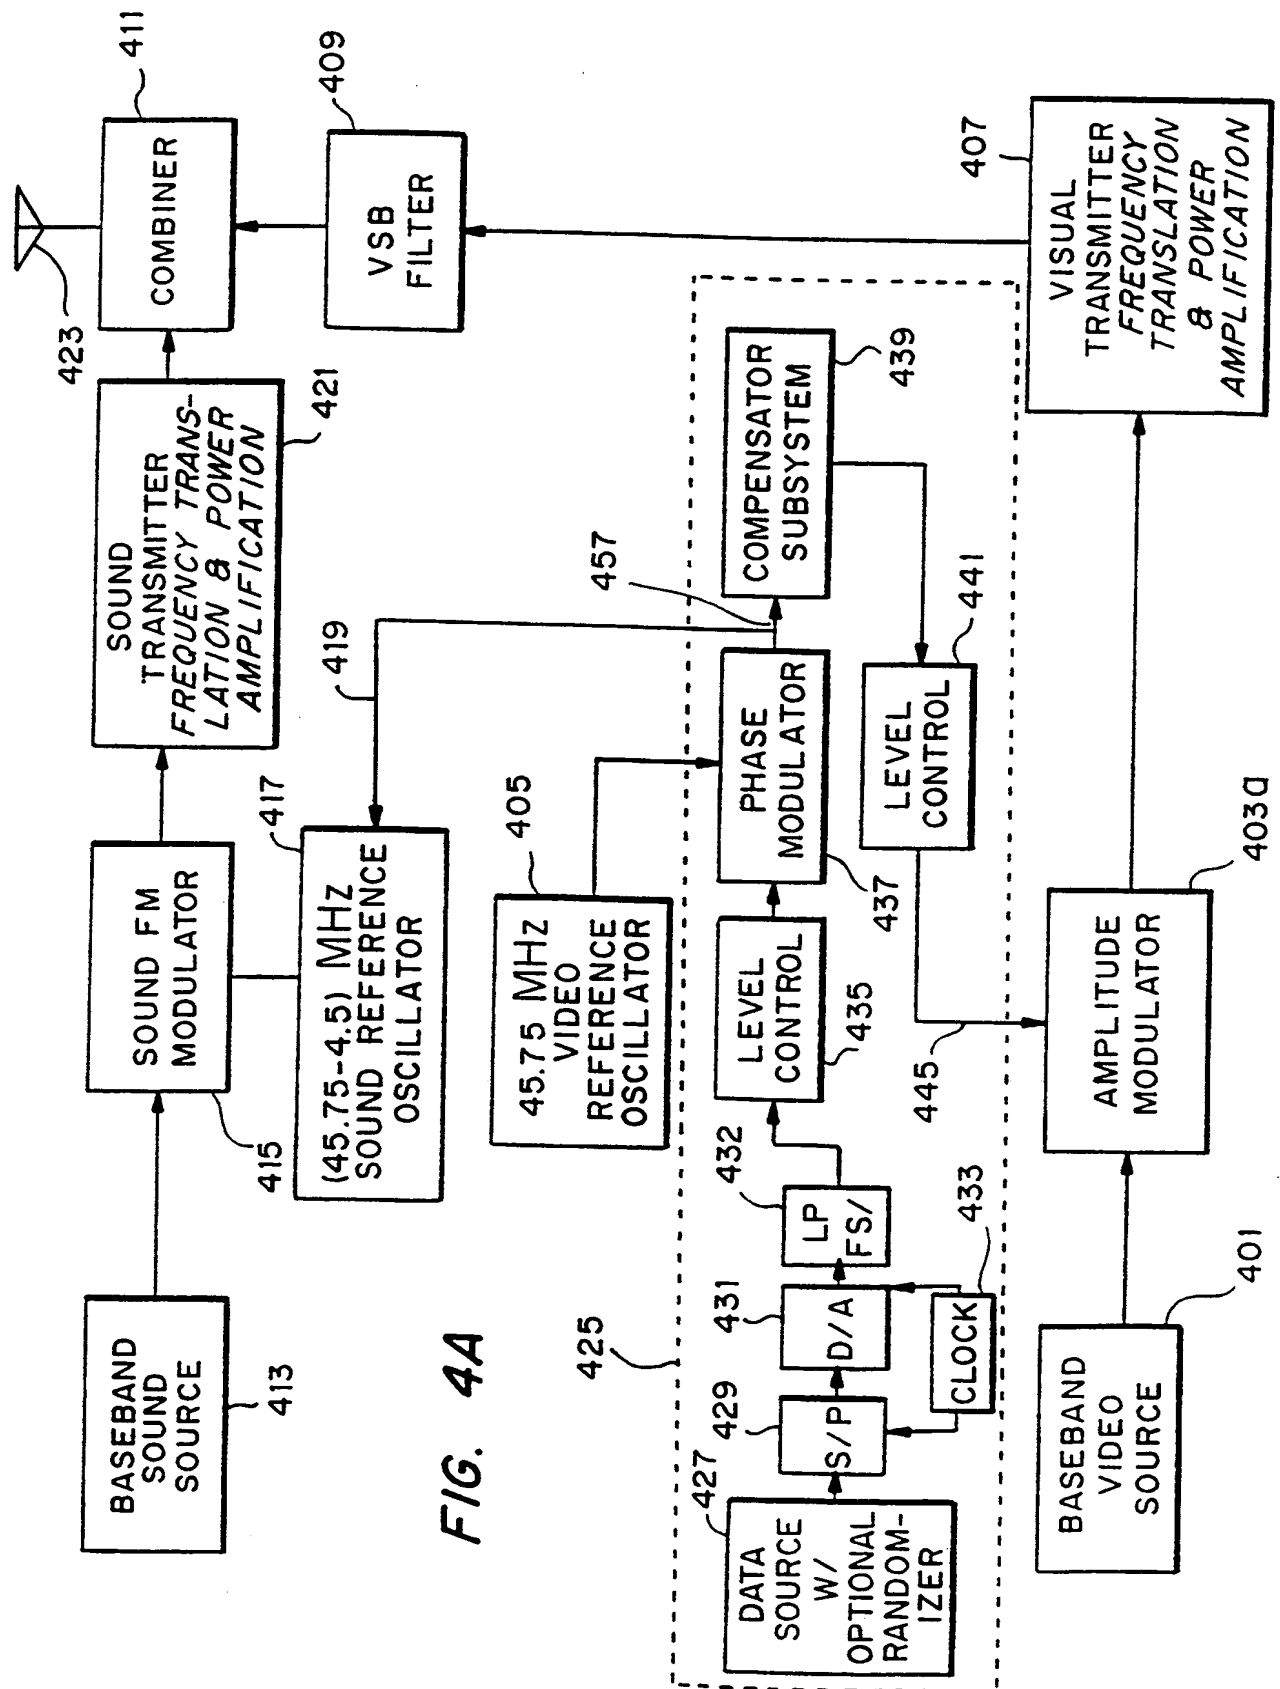 BASEBAND
SOUND
SOURCE
413
SOUND FM
MODULATOR
415
(45.75-4.5) MHz
SOUND REFERENCE
OSCILLATOR
417
419
SOUND
TRANSMITTER
FREQUENCY TRANS-
LATION & POWER
AMPLIFICATION
421
COMBINER
411
423
VSB
FILTER
409
45.75 MHz
VIDEO
REFERENCE
OSCILLATOR
405
FIG. 4A
425
DATA
SOURCE
W/
OPTIONAL
RANDOM-
IZER
427
S/P
429
D/A
431
LP
FS/
432
CLOCK
433
LEVEL
CONTROL
435
PHASE
MODULATOR
437
457
COMPENSATOR
SUBSYSTEM
439
LEVEL
CONTROL
441
445
BASEBAND
VIDEO
SOURCE
401
AMPLITUDE
MODULATOR
403a
VISUAL
TRANSMITTER
FREQUENCY
TRANSLATION
& POWER
AMPLIFICATION
407